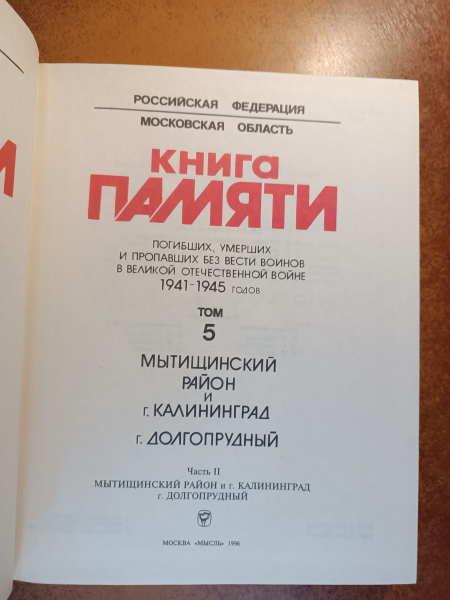 РОССИЙСКАЯ ФЕДЕРАЦИЯ
МОСКОВСКАЯ ОБЛАСТЬ
КНИГА
ПАМЯТИ
ПОГИБШИХ, УМЕРШИХ
И ПРОПАВШИХ БЕЗ ВЕСТИ ВОИНОВ
В ВЕЛИКОЙ ОТЕЧЕСТВЕННОЙ ВОЙНЕ
1941-1945 ГОДОВ
ТОМ
5
МЫТИЩИНСКИЙ
РАЙОН
И
Г. КАЛИНИНГРАД
Г. ДОЛГОПРУДНЫЙ
Часть II
МЫТИЩИНСКИЙ РАЙОН и г. КАЛИНИНГРАД
г. ДОЛГОПРУДНЫЙ
МОСКВА «МЫСЛЬ» 1996